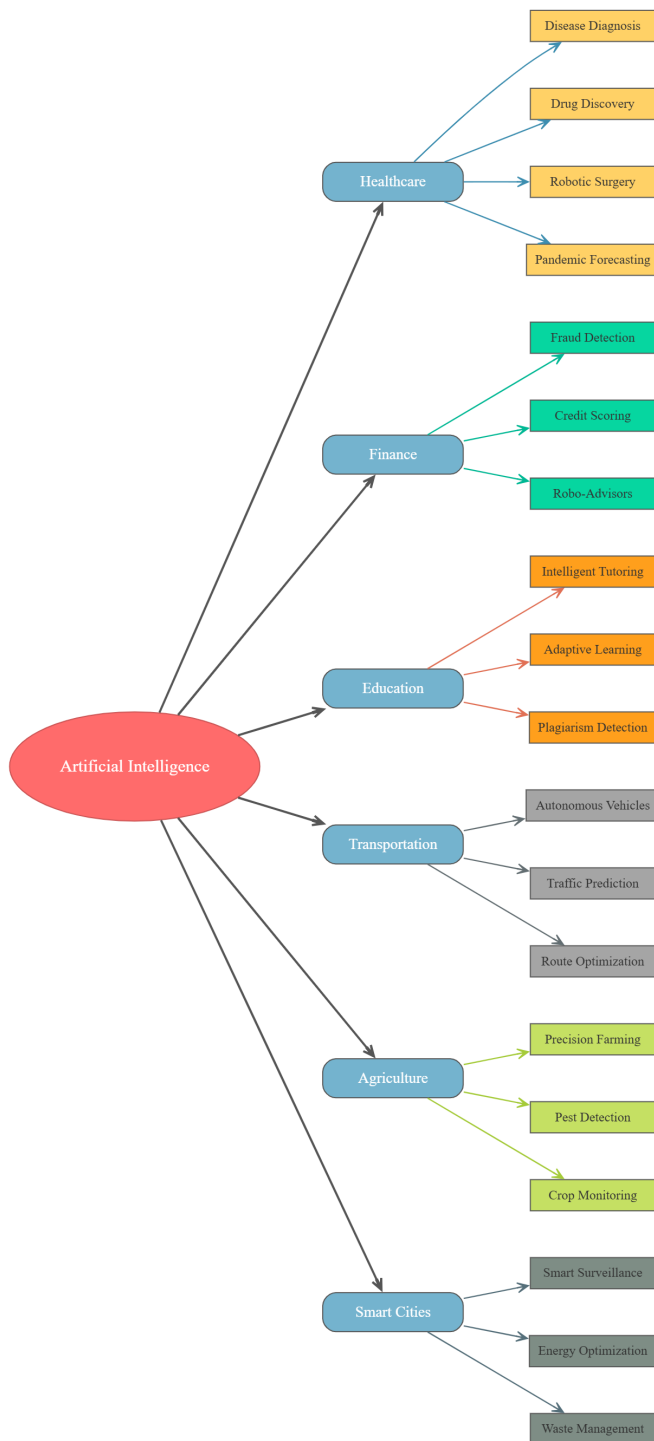 Artificial Intelligence
Healthcare
Disease Diagnosis
Drug Discovery
Robotic Surgery
Pandemic Forecasting
Finance
Fraud Detection
Credit Scoring
Robo-Advisors
Education
Intelligent Tutoring
Adaptive Learning
Plagiarism Detection
Transportation
Autonomous Vehicles
Traffic Prediction
Route Optimization
Agriculture
Precision Farming
Pest Detection
Crop Monitoring
Smart Cities
Smart Surveillance
Energy Optimization
Waste Management